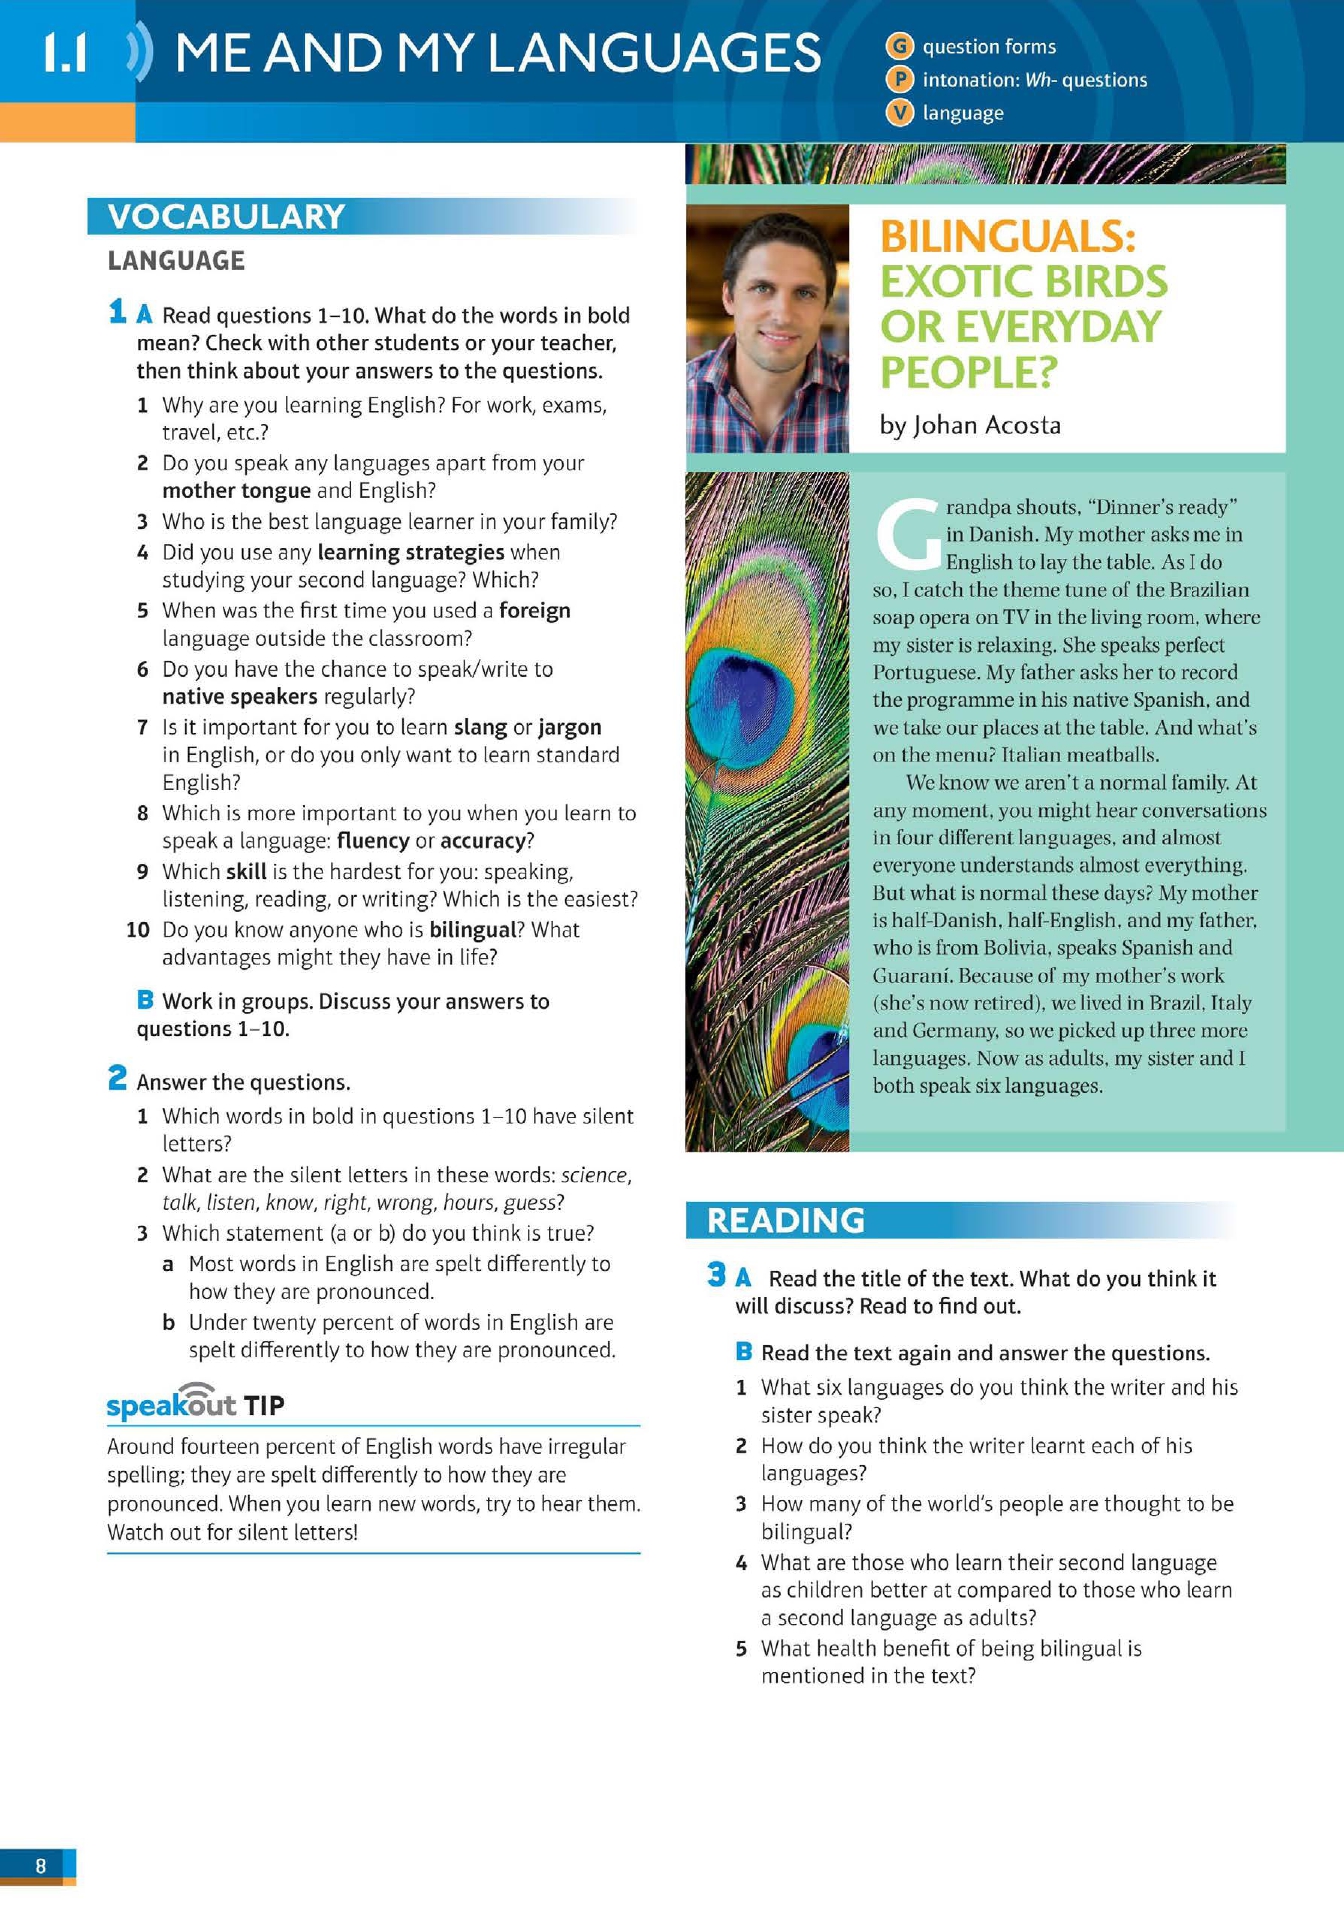 1.1 ME AND MY LANGUAGES
G question forms
P intonation: Wh- questions
V language
VOCABULARY
LANGUAGE
1 A Read questions 1–10. What do the words in bold
mean? Check with other students or your teacher,
then think about your answers to the questions.
1 Why are you learning English? For work, exams,
travel, etc.?
2 Do you speak any languages apart from your
mother tongue and English?
3 Who is the best language learner in your family?
4 Did you use any learning strategies when
studying your second language? Which?
5 When was the first time you used a foreign
language outside the classroom?
6 Do you have the chance to speak/write to
native speakers regularly?
7 Is it important for you to learn slang or jargon
in English, or do you only want to learn standard
English?
8 Which is more important to you when you learn to
speak a language: fluency or accuracy?
9 Which skill is the hardest for you: speaking,
listening, reading, or writing? Which is the easiest?
10 Do you know anyone who is bilingual? What
advantages might they have in life?
B Work in groups. Discuss your answers to
questions 1–10.
2 Answer the questions.
1 Which words in bold in questions 1–10 have silent
letters?
2 What are the silent letters in these words: science,
talk, listen, know, right, wrong, hours, guess?
3 Which statement (a or b) do you think is true?
a Most words in English are spelt differently to
how they are pronounced.
b Under twenty percent of words in English are
spelt differently to how they are pronounced.
speakout TIP
Around fourteen percent of English words have irregular
spelling; they are spelt differently to how they are
pronounced. When you learn new words, try to hear them.
Watch out for silent letters!
BILINGUALS:
EXOTIC BIRDS
OR EVERYDAY
PEOPLE?
by Johan Acosta
Grandpa shouts, “Dinner’s ready”
in Danish. My mother asks me in
English to lay the table. As I do
so, I catch the theme tune of the Brazilian
soap opera on TV in the living room, where
my sister is relaxing. She speaks perfect
Portuguese. My father asks her to record
the programme in his native Spanish, and
we take our places at the table. And what’s
on the menu? Italian meatballs.
We know we aren’t a normal family. At
any moment, you might hear conversations
in four different languages, and almost
everyone understands almost everything.
But what is normal these days? My mother
is half-Danish, half-English, and my father,
who is from Bolivia, speaks Spanish and
Guaraní. Because of my mother’s work
(she’s now retired), we lived in Brazil, Italy
and Germany, so we picked up three more
languages. Now as adults, my sister and I
both speak six languages.
READING
3 A Read the title of the text. What do you think it
will discuss? Read to find out.
B Read the text again and answer the questions.
1 What six languages do you think the writer and his
sister speak?
2 How do you think the writer learnt each of his
languages?
3 How many of the world’s people are thought to be
bilingual?
4 What are those who learn their second language
as children better at compared to those who learn
a second language as adults?
5 What health benefit of being bilingual is
mentioned in the text?
8